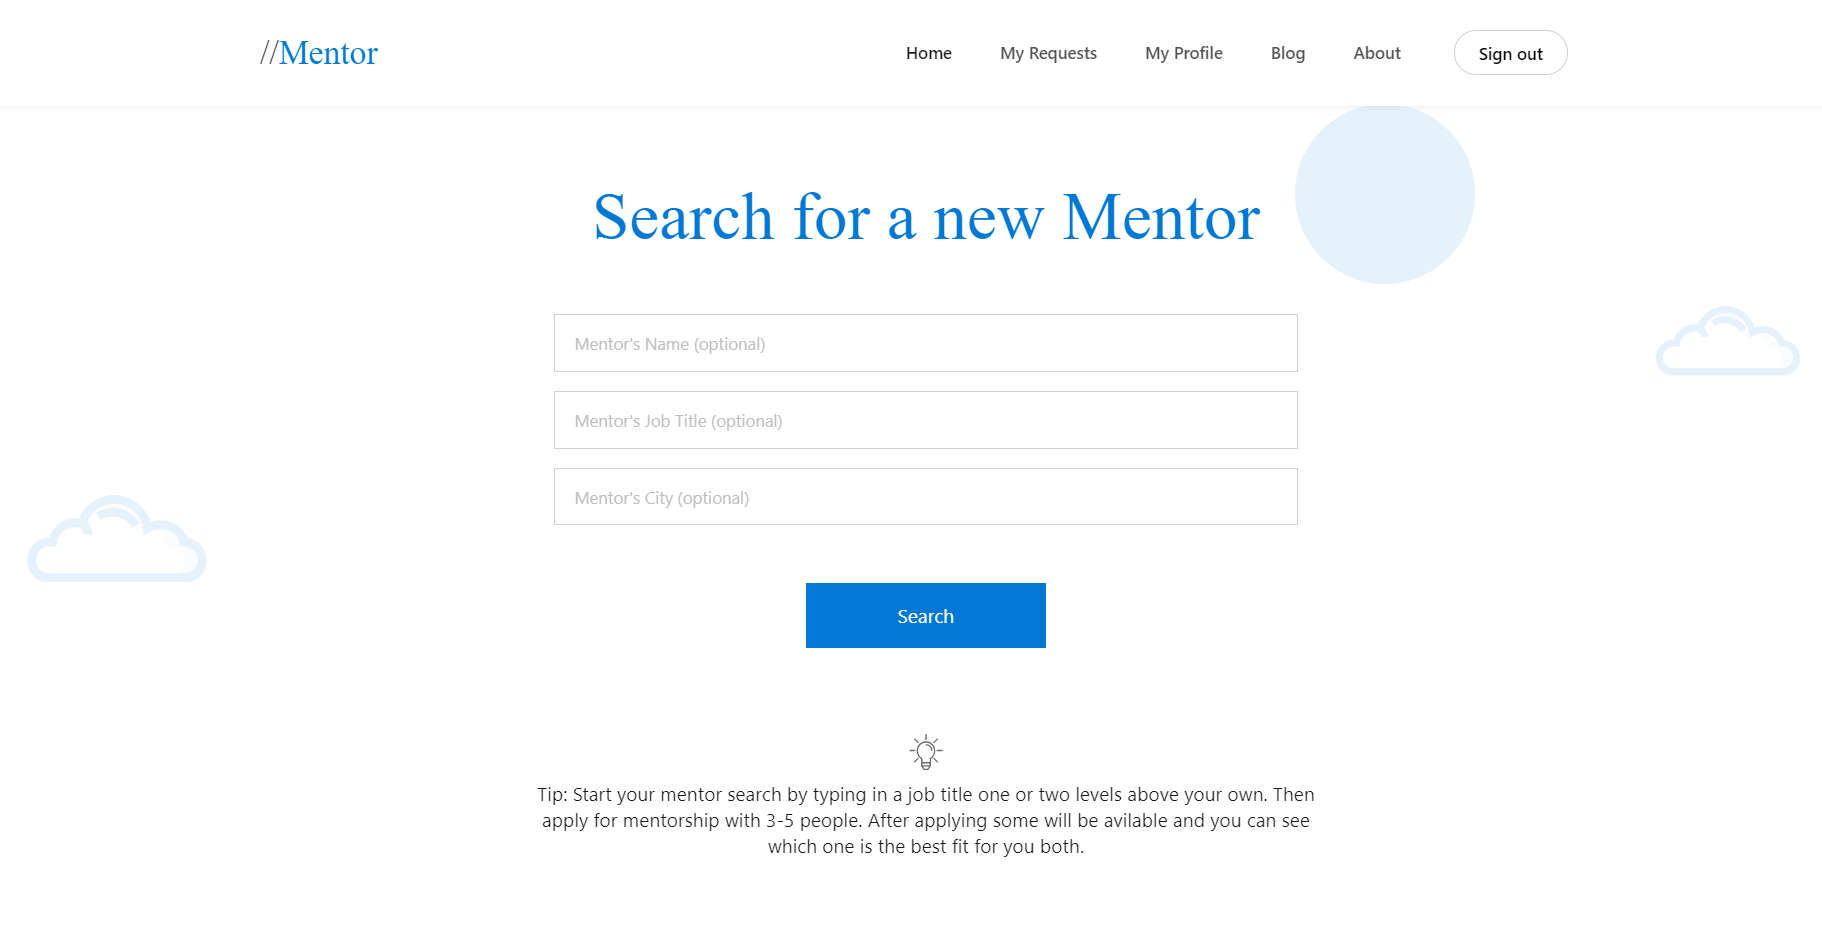 //Mentor
Home
My Requests
My Profile
Blog
About
Sign out
Search for a new Mentor
Mentor's Name (optional)
Mentor's Job Title (optional)
Mentor's City (optional)
Search
Tip: Start your mentor search by typing in a job title one or two levels above your own. Then
apply for mentorship with 3-5 people. After applying some will be avilable and you can see
which one is the best fit for you both.